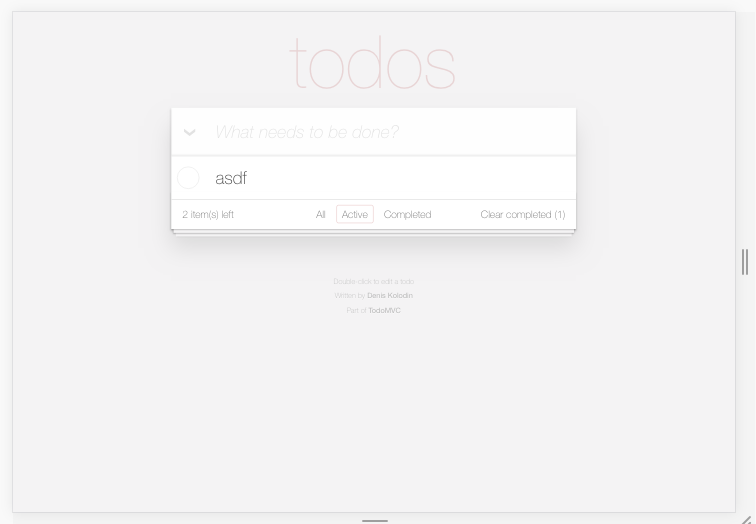 todos
What needs to be done?
asdf
2 item(s) left All Active Completed Clear completed (1)
Double-click to edit a todo
Written by Denis Kolodin
Part of TodoMVC